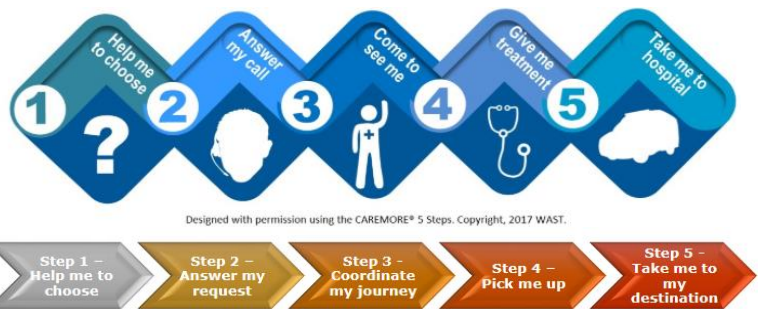 1
Help me
to choose
?
2
Answer
my call
3
Come to
see me
4
Give me
treatment
5
Take me to
hospital
Designed with permission using the CAREMORE® 5 Steps. Copyright, 2017 WAST.
Step 1 –
Help me to
choose
Step 2 –
Answer my
request
Step 3 -
Coordinate
my journey
Step 4 –
Pick me up
Step 5 -
Take me to
my
destination